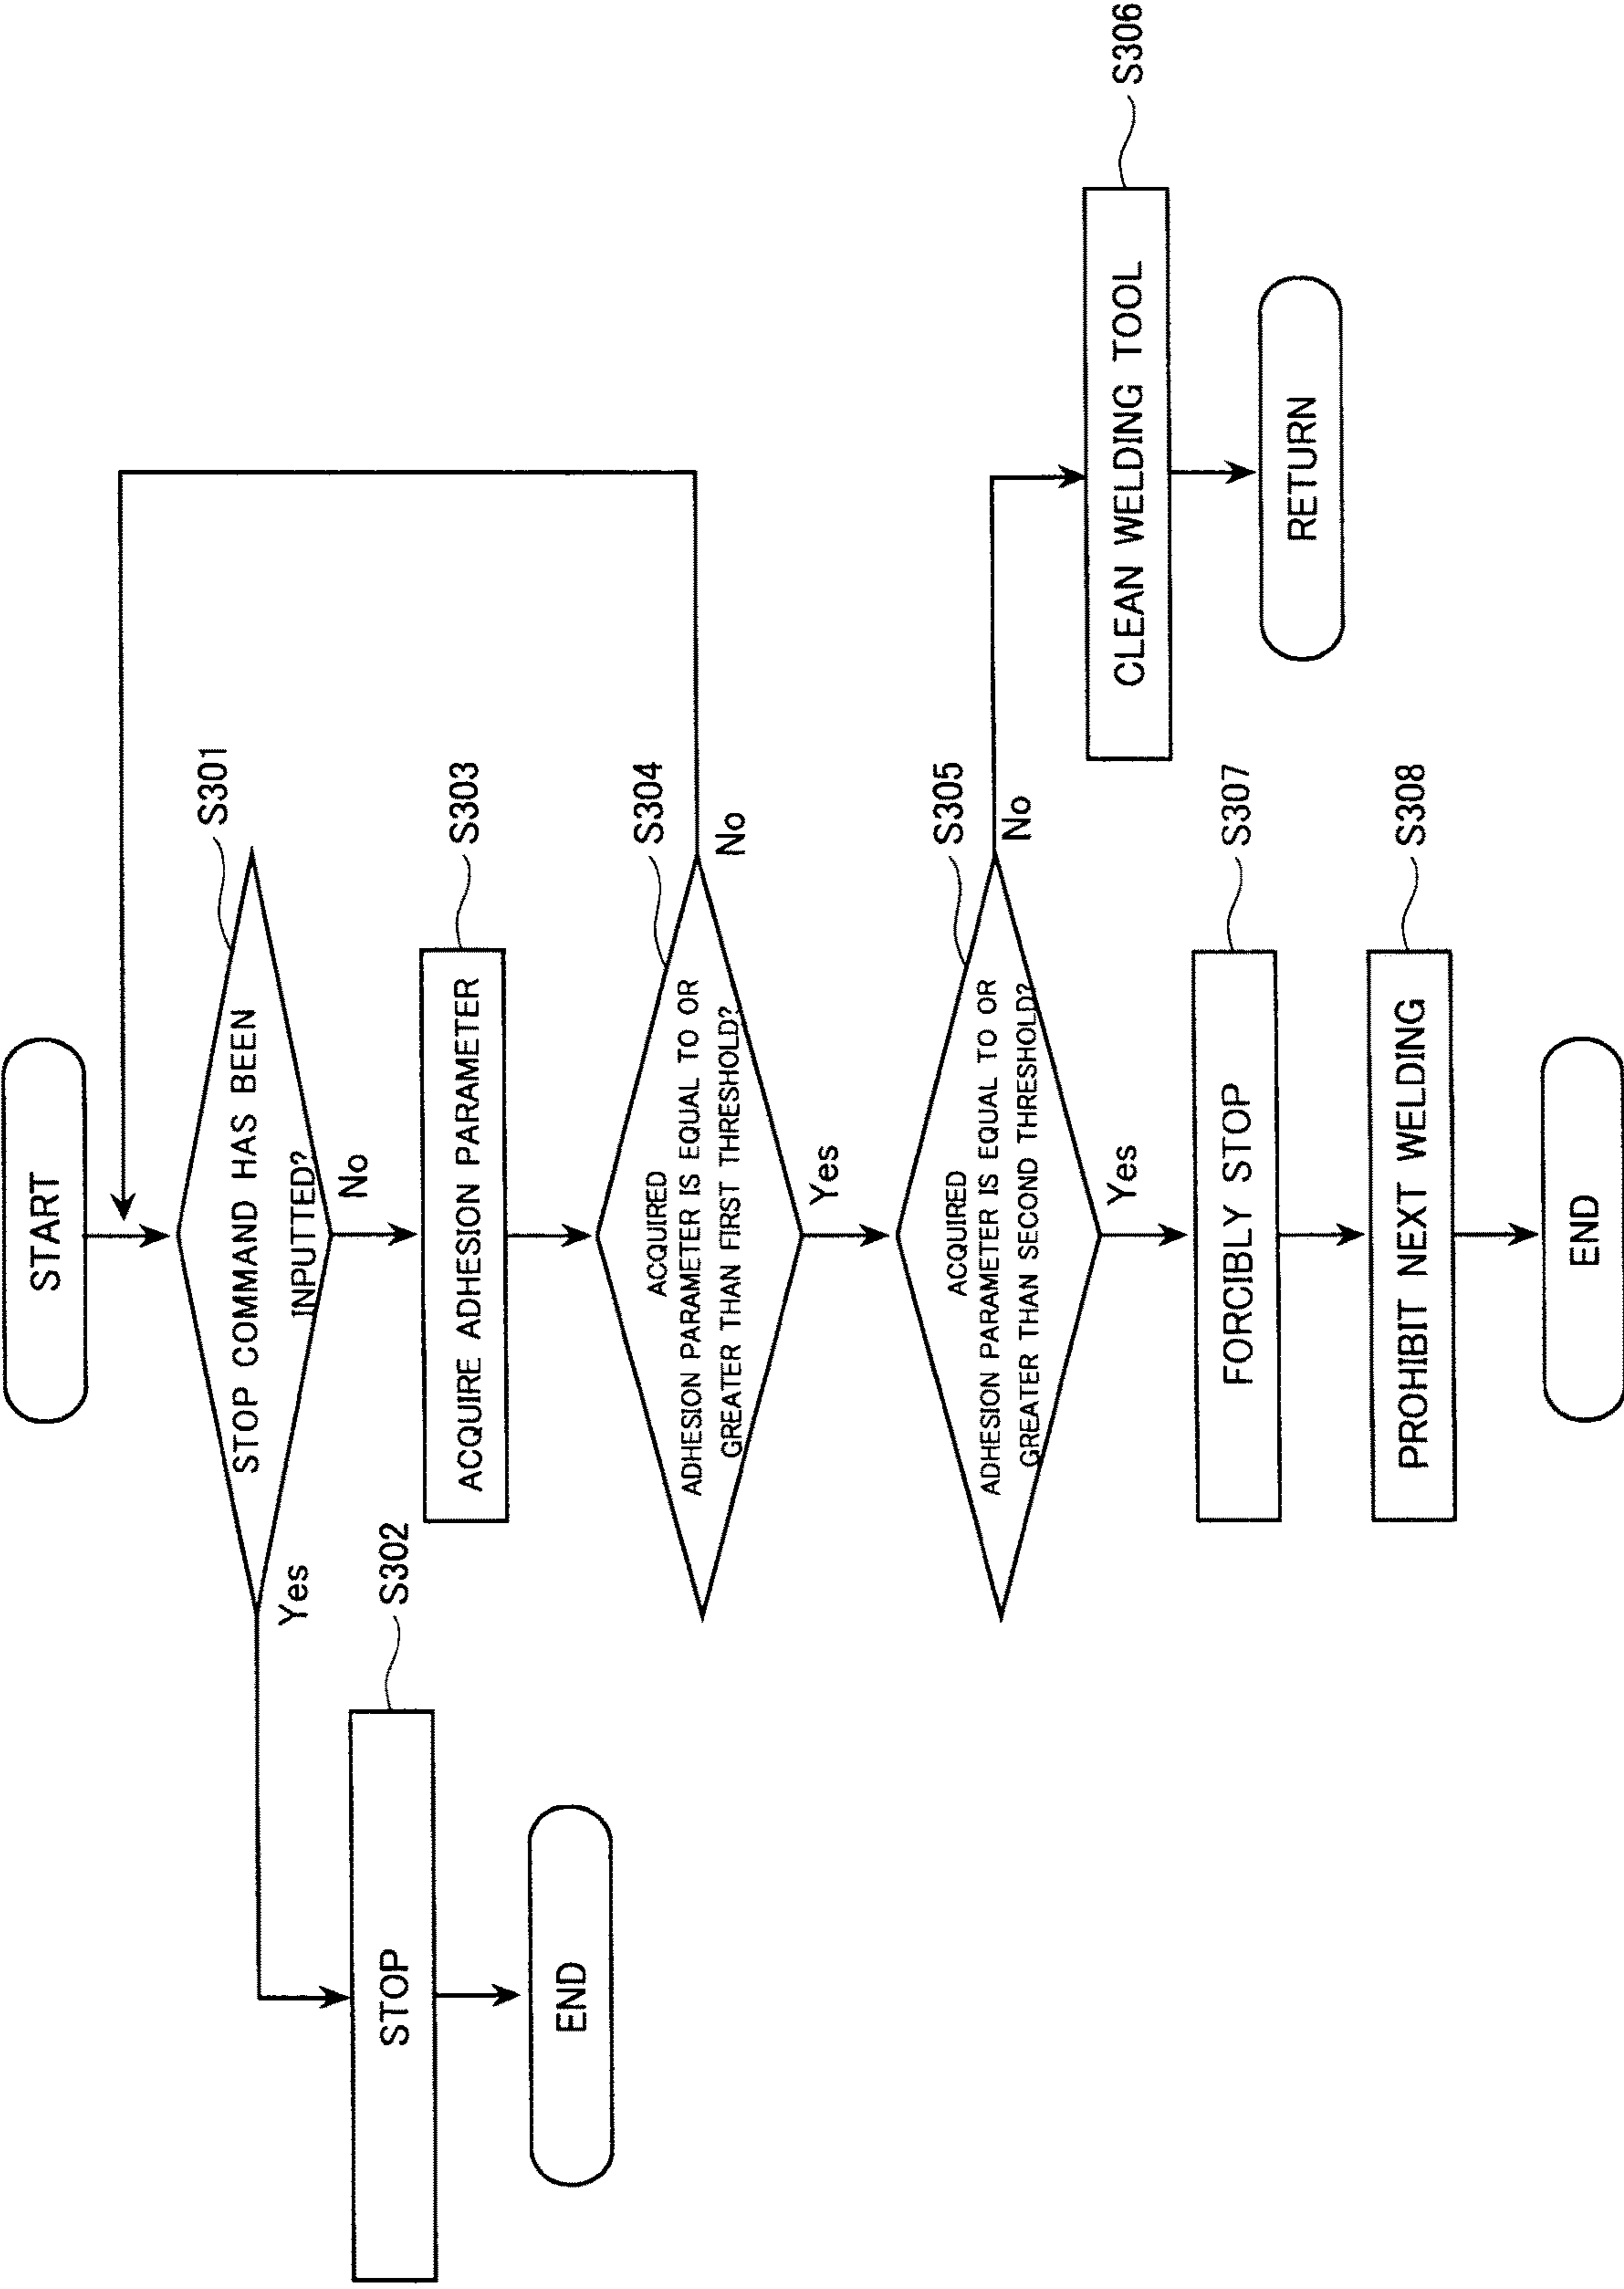 START
S301
STOP COMMAND HAS BEEN
INPUTTED?
Yes
No
S302
STOP
END
S303
ACQUIRE ADHESION PARAMETER
S304
ACQUIRED
ADHESION PARAMETER IS EQUAL TO OR
GREATER THAN FIRST THRESHOLD?
No
Yes
S305
ACQUIRED
ADHESION PARAMETER IS EQUAL TO OR
GREATER THAN SECOND THRESHOLD?
No
Yes
S306
CLEAN WELDING TOOL
RETURN
S307
FORCIBLY STOP
S308
PROHIBIT NEXT WELDING
END